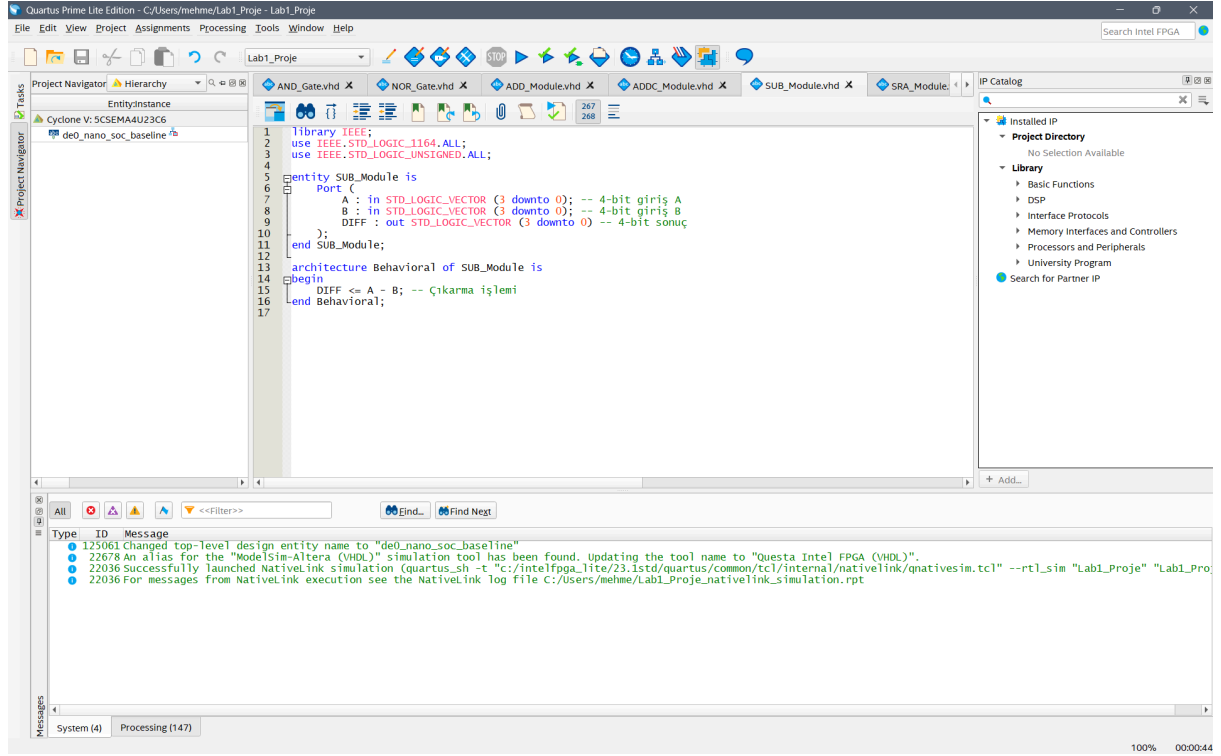 Quartus Prime Lite Edition - C:/Users/mehme/Lab1_Proje - Lab1_Proje
File Edit View Project Assignments Processing Tools Window Help
Search Intel FPGA
Lab1_Proje
STOP
Tasks
Project Navigator
Project Navigator Hierarchy
Entity:Instance
Cyclone V: 5CSEMA4U23C6
de0_nano_soc_baseline
AND_Gate.vhd
NOR_Gate.vhd
ADD_Module.vhd
ADDC_Module.vhd
SUB_Module.vhd
SRA_Module.
267
268
1 library IEEE;
2 use IEEE.STD_LOGIC_1164.ALL;
3 use IEEE.STD_LOGIC_UNSIGNED.ALL;
4
5 entity SUB_Module is
6 Port (
7 A : in STD_LOGIC_VECTOR (3 downto 0); -- 4-bit giriş A
8 B : in STD_LOGIC_VECTOR (3 downto 0); -- 4-bit giriş B
9 DIFF : out STD_LOGIC_VECTOR (3 downto 0) -- 4-bit sonuç
10 );
11 end SUB_Module;
12
13 architecture Behavioral of SUB_Module is
14 begin
15 DIFF <= A - B; -- Çıkarma işlemi
16 end Behavioral;
17
IP Catalog
Installed IP
Project Directory
No Selection Available
Library
Basic Functions
DSP
Interface Protocols
Memory Interfaces and Controllers
Processors and Peripherals
University Program
Search for Partner IP
+ Add...
All
<<Filter>>
Find...
Find Next
Type ID Message
125061 Changed top-level design entity name to "de0_nano_soc_baseline"
22678 An alias for the "ModelSim-Altera (VHDL)" simulation tool has been found. Updating the tool name to "Questa Intel FPGA (VHDL)".
22036 Successfully launched NativeLink simulation (quartus_sh -t "c:/intelfpga_lite/23.1std/quartus/common/tcl/internal/nativelink/qnativesim.tcl" --rtl_sim "Lab1_Proje" "Lab1_Proj
22036 For messages from NativeLink execution see the NativeLink log file C:/Users/mehme/Lab1_Proje_nativelink_simulation.rpt
Messages
System (4)
Processing (147)
100% 00:00:44